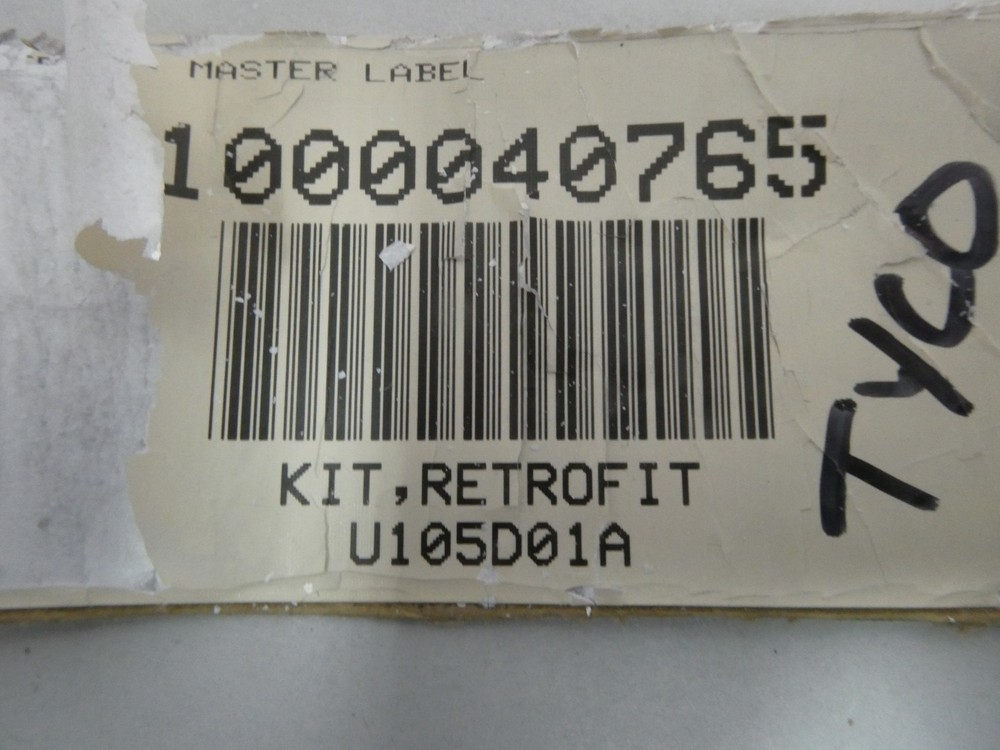 MASTER LABEL
1000040765
KIT,RETROFIT
U105D01A
TYCO